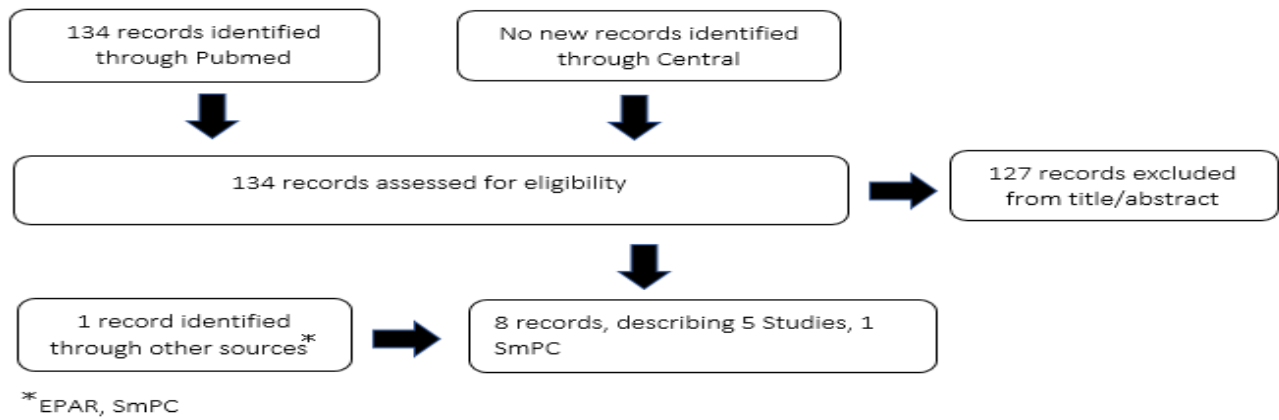 134 records identified
through Pubmed
No new records identified
through Central
134 records assessed for eligibility
127 records excluded
from title/abstract
1 record identified
through other sources*
8 records, describing 5 Studies, 1
SmPC
*EPAR, SmPC